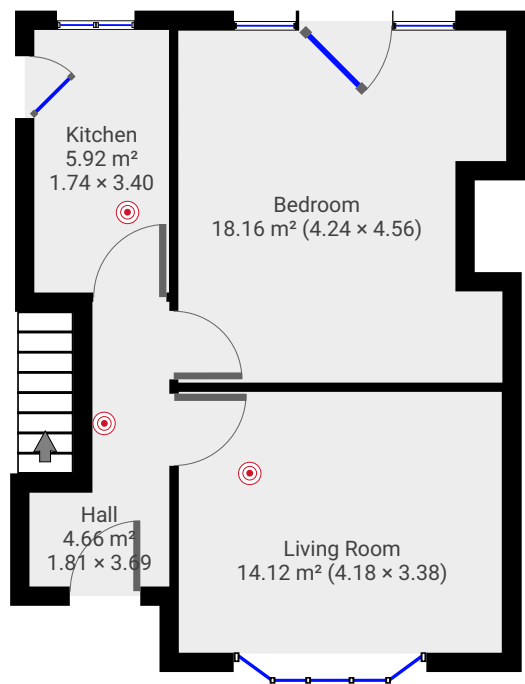 Kitchen
5.92 m²
1.74 × 3.40
Bedroom
18.16 m² (4.24 × 4.56)
Hall
4.66 m²
1.81 × 3.69
Living Room
14.12 m² (4.18 × 3.38)